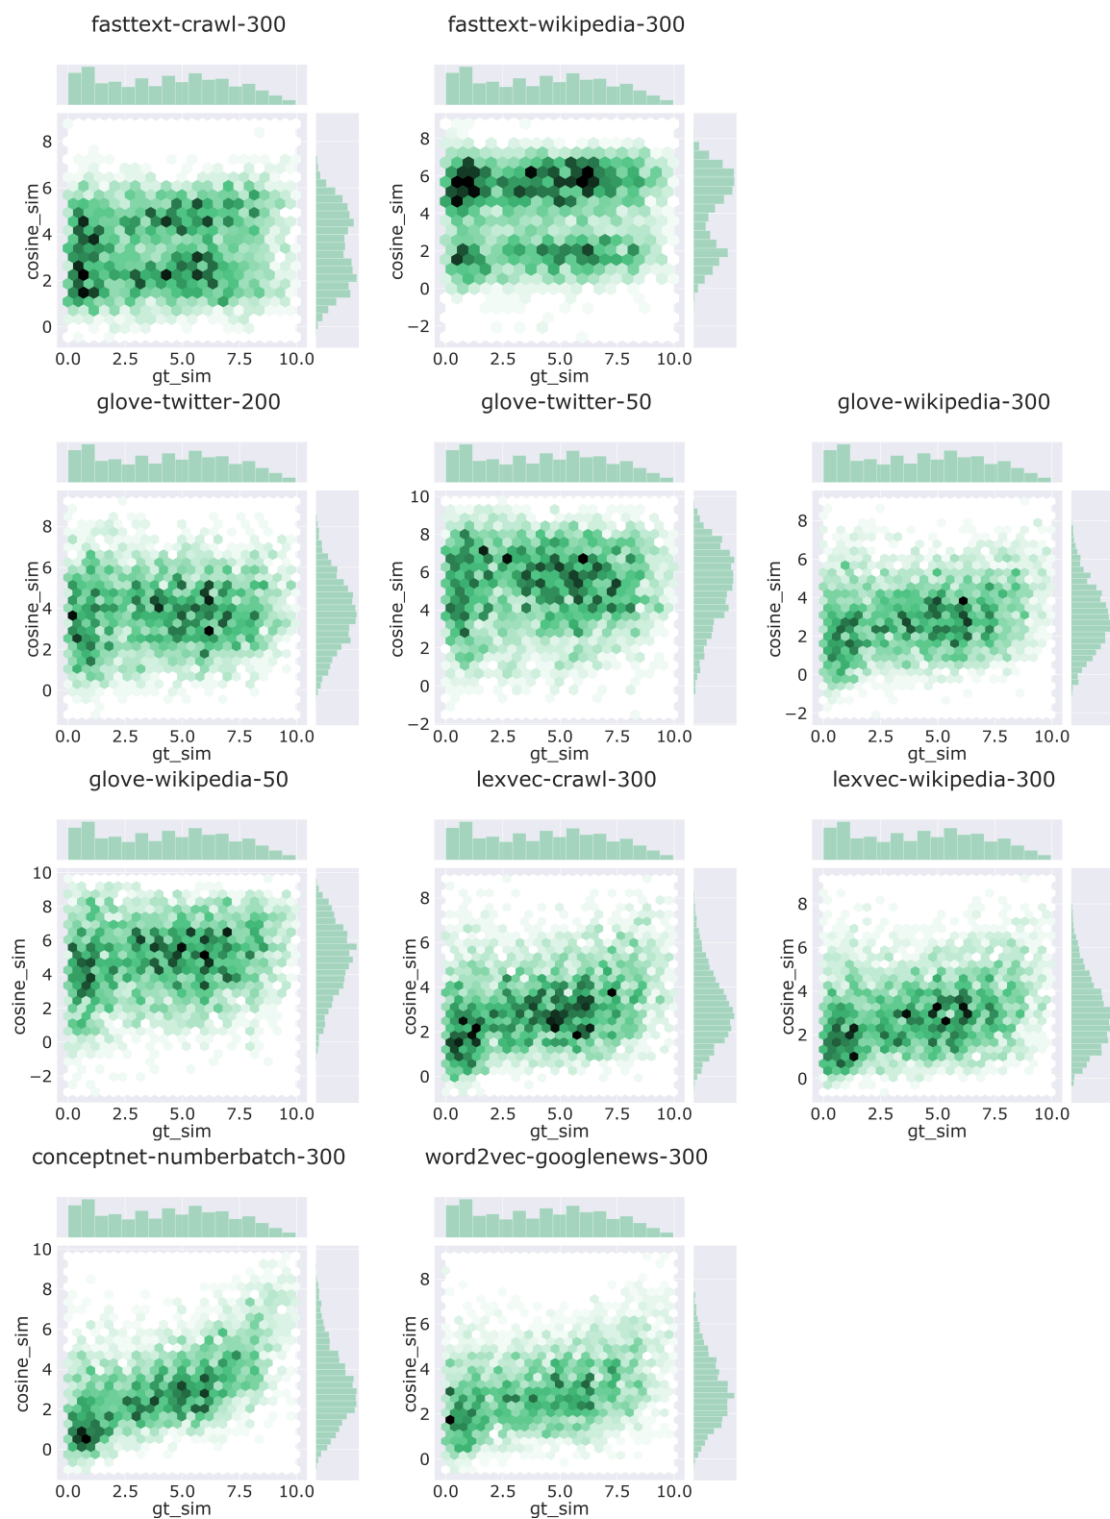 fasttext-crawl-300 fasttext-wikipedia-300
8 8
6 6
cosine_sim cosine_sim
4 4
2 2
0 0
−2
0.0 2.5 5.0 7.5 10.0 0.0 2.5 5.0 7.5 10.0
gt_sim gt_sim
glove-twitter-200 glove-twitter-50 glove-wikipedia-300
10
8 8 8
6 6 6
cosine_sim cosine_sim cosine_sim
4 4 4
2 2 2
0 0 0
−2 −2
0.0 2.5 5.0 7.5 10.0 0.0 2.5 5.0 7.5 10.0 0.0 2.5 5.0 7.5 10.0
gt_sim gt_sim gt_sim
glove-wikipedia-50 lexvec-crawl-300 lexvec-wikipedia-300
10
8 8 8
6 6 6
cosine_sim cosine_sim cosine_sim
4 4 4
2 2 2
0 0 0
−2
0.0 2.5 5.0 7.5 10.0 0.0 2.5 5.0 7.5 10.0 0.0 2.5 5.0 7.5 10.0
gt_sim gt_sim gt_sim
conceptnet-numberbatch-300 word2vec-googlenews-300
10
8 8
6 6
cosine_sim cosine_sim
4 4
2 2
0 0
0.0 2.5 5.0 7.5 10.0 0.0 2.5 5.0 7.5 10.0
gt_sim gt_sim